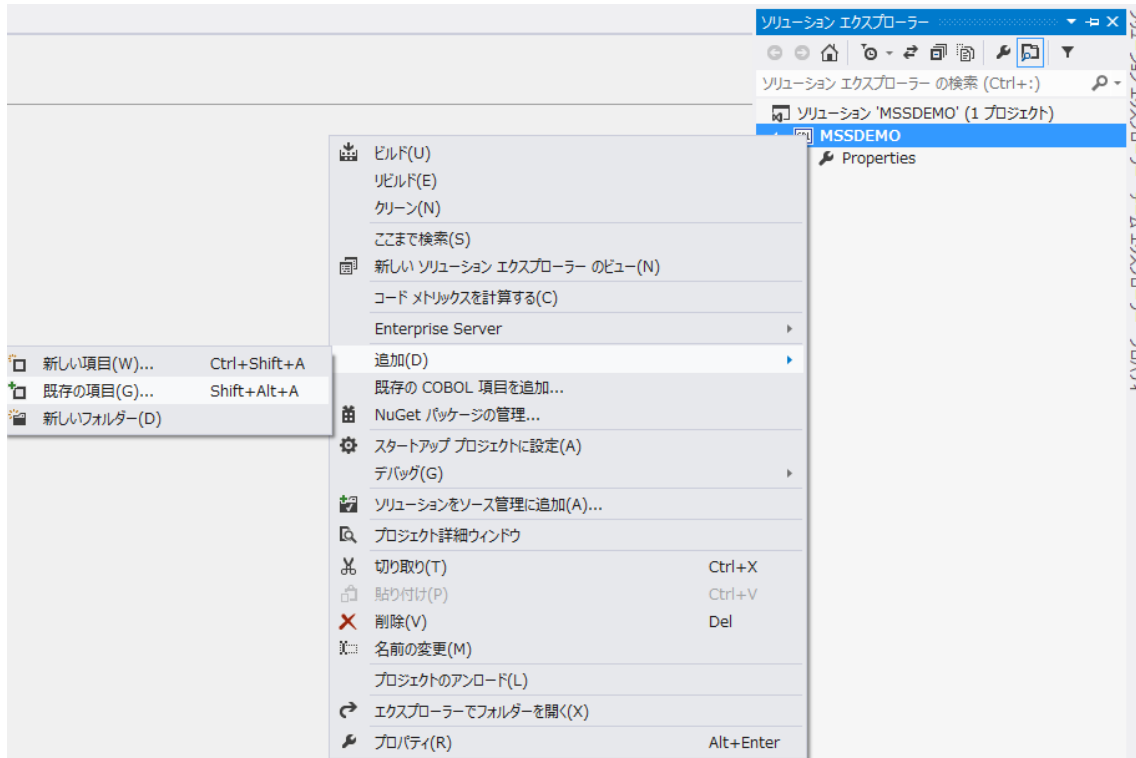 ソリューション エクスプローラー
ソリューション エクスプローラー の検索 (Ctrl+:)
ソリューション 'MSSDEMO' (1 プロジェクト)
MSSDEMO
Properties
ビルド(U)
リビルド(E)
クリーン(N)
ここまで検索(S)
新しい ソリューション エクスプローラー のビュー(N)
コード メトリックスを計算する(C)
Enterprise Server
追加(D)
既存の COBOL 項目を追加...
NuGet パッケージの管理...
スタートアップ プロジェクトに設定(A)
デバッグ(G)
ソリューションをソース管理に追加(A)...
プロジェクト詳細ウィンドウ
切り取り(T) Ctrl+X
貼り付け(P) Ctrl+V
削除(V) Del
名前の変更(M)
プロジェクトのアンロード(L)
エクスプローラーでフォルダーを開く(X)
プロパティ(R) Alt+Enter
新しい項目(W)... Ctrl+Shift+A
既存の項目(G)... Shift+Alt+A
新しいフォルダー(D)